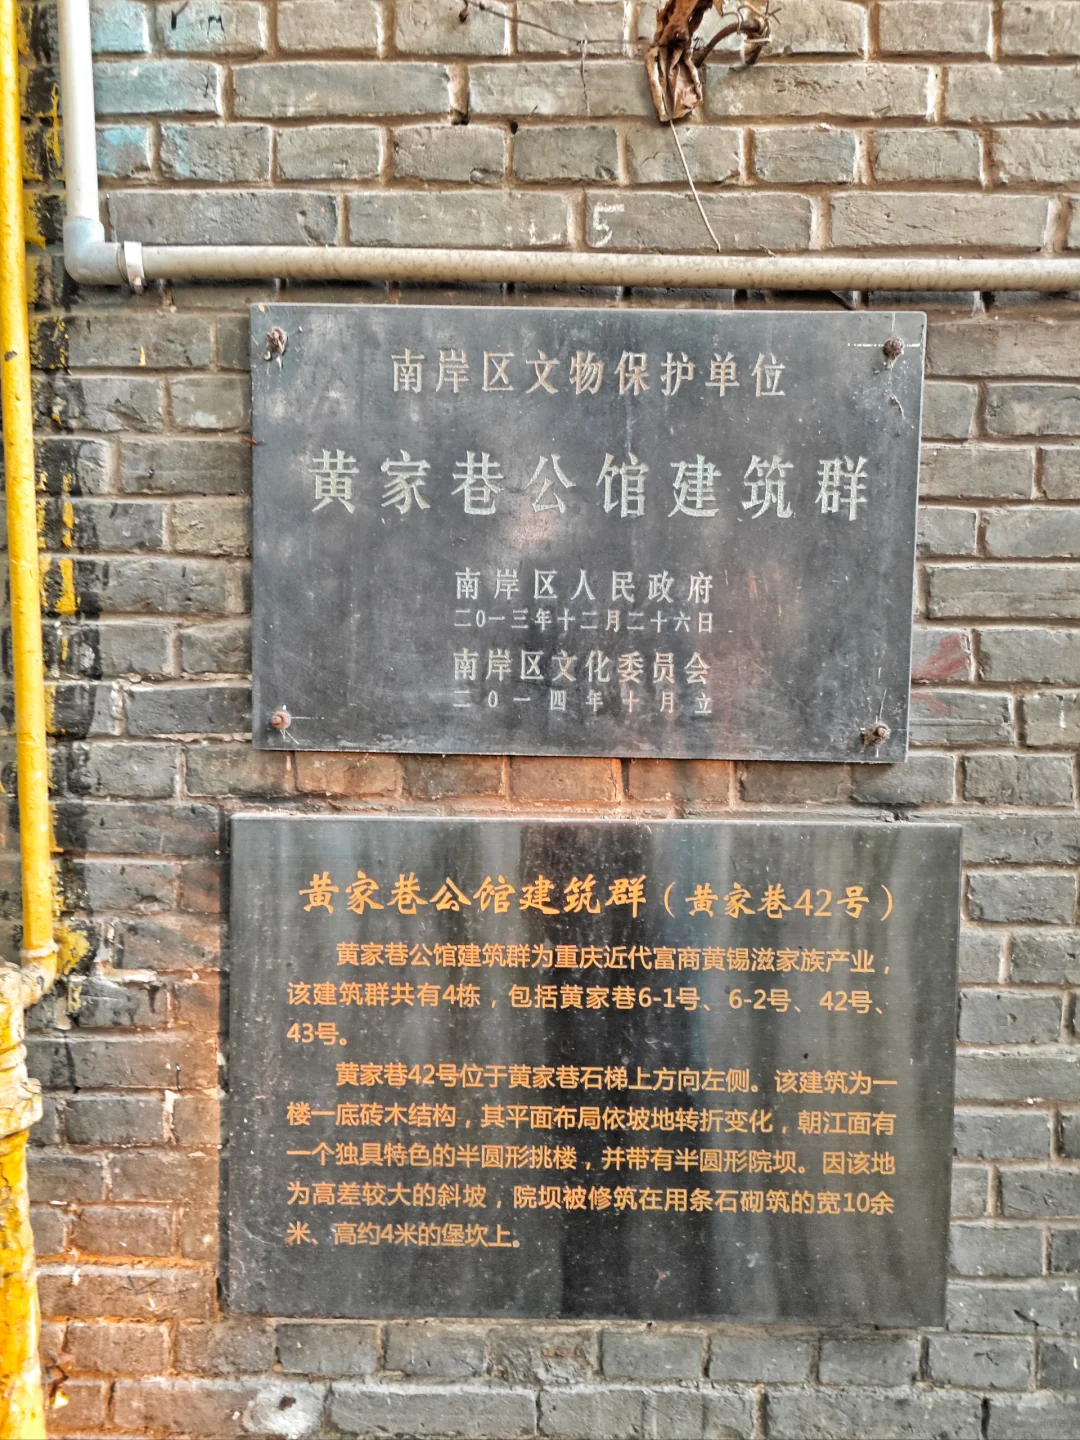 5
南岸区文物保护单位
黄家巷公馆建筑群
南岸区人民政府
二0一三年十二月二十六日
南岸区文化委员会
二0一四年十月立
黄家巷公馆建筑群（黄家巷42号）
黄家巷公馆建筑群为重庆近代富商黄锡滋家族产业，
该建筑群共有4栋，包括黄家巷6-1号、6-2号、42号、
43号。
黄家巷42号位于黄家巷石梯上方向左侧。该建筑为一
楼一底砖木结构，其平面布局依坡地转折变化，朝江面有
一个独具特色的半圆形挑楼，并带有半圆形院坝。因该地
为高差较大的斜坡，院坝被修筑在用条石砌筑的宽10余
米、高约4米的堡坎上。